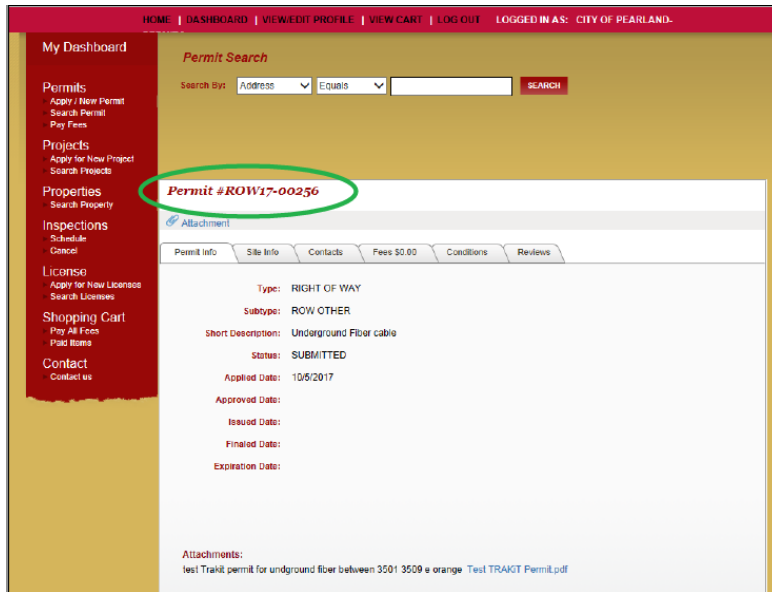 HOME | DASHBOARD | VIEW/EDIT PROFILE | VIEW CART | LOG OUT LOGGED IN AS: CITY OF PEARLAND-
My Dashboard
Permits
Apply / New Permit
Search Permit
Pay Fees
Projects
Apply for New Project
Search Projects
Properties
Search Property
Inspections
Schedule
Cancel
License
Apply for New Licenses
Search Licenses
Shopping Cart
Pay All Fees
Paid Items
Contact
Contact us
Permit Search
Search By: Address Equals SEARCH
Permit #ROW17-00256
Attachment
Permit Info Site Info Contacts Fees $0.00 Conditions Reviews
Type: RIGHT OF WAY
Subtype: ROW OTHER
Short Description: Underground Fiber cable
Status: SUBMITTED
Applied Date: 10/5/2017
Approved Date:
Issued Date:
Finaled Date:
Expiration Date:
Attachments:
test Trakit permit for undground fiber between 3501 3509 e orange Test TRAKiT Permit.pdf